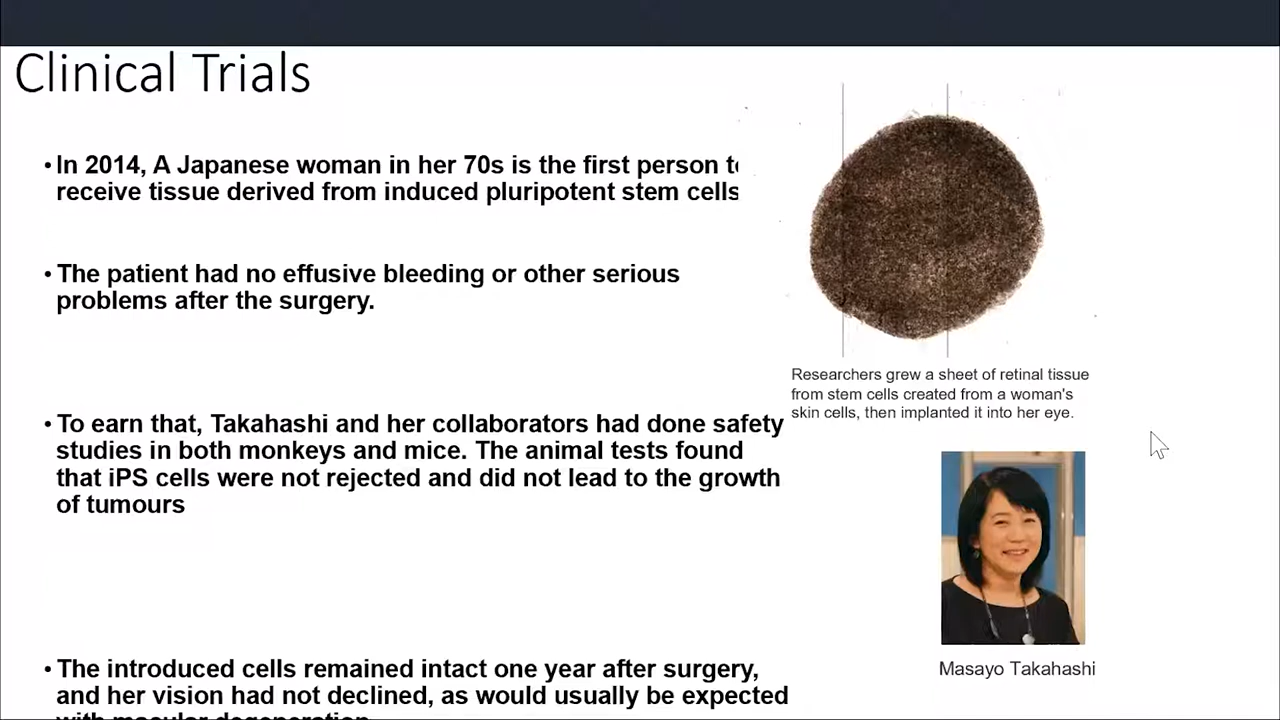 Clinical Trials
• In 2014, A Japanese woman in her 70s is the first person
receive tissue derived from induced pluripotent stem cells
• The patient had no effusive bleeding or other serious
problems after the surgery.
Researchers grew a sheet of retinal tissue
from stem cells created from a woman's
skin cells, then implanted it into her eye.
• To earn that, Takahashi and her collaborators had done safety
studies in both monkeys and mice. The animal tests found
that iPS cells were not rejected and did not lead to the growth
of tumours
Masayo Takahashi
• The introduced cells remained intact one year after surgery,
and her vision had not declined, as would usually be expected
with macular degeneration